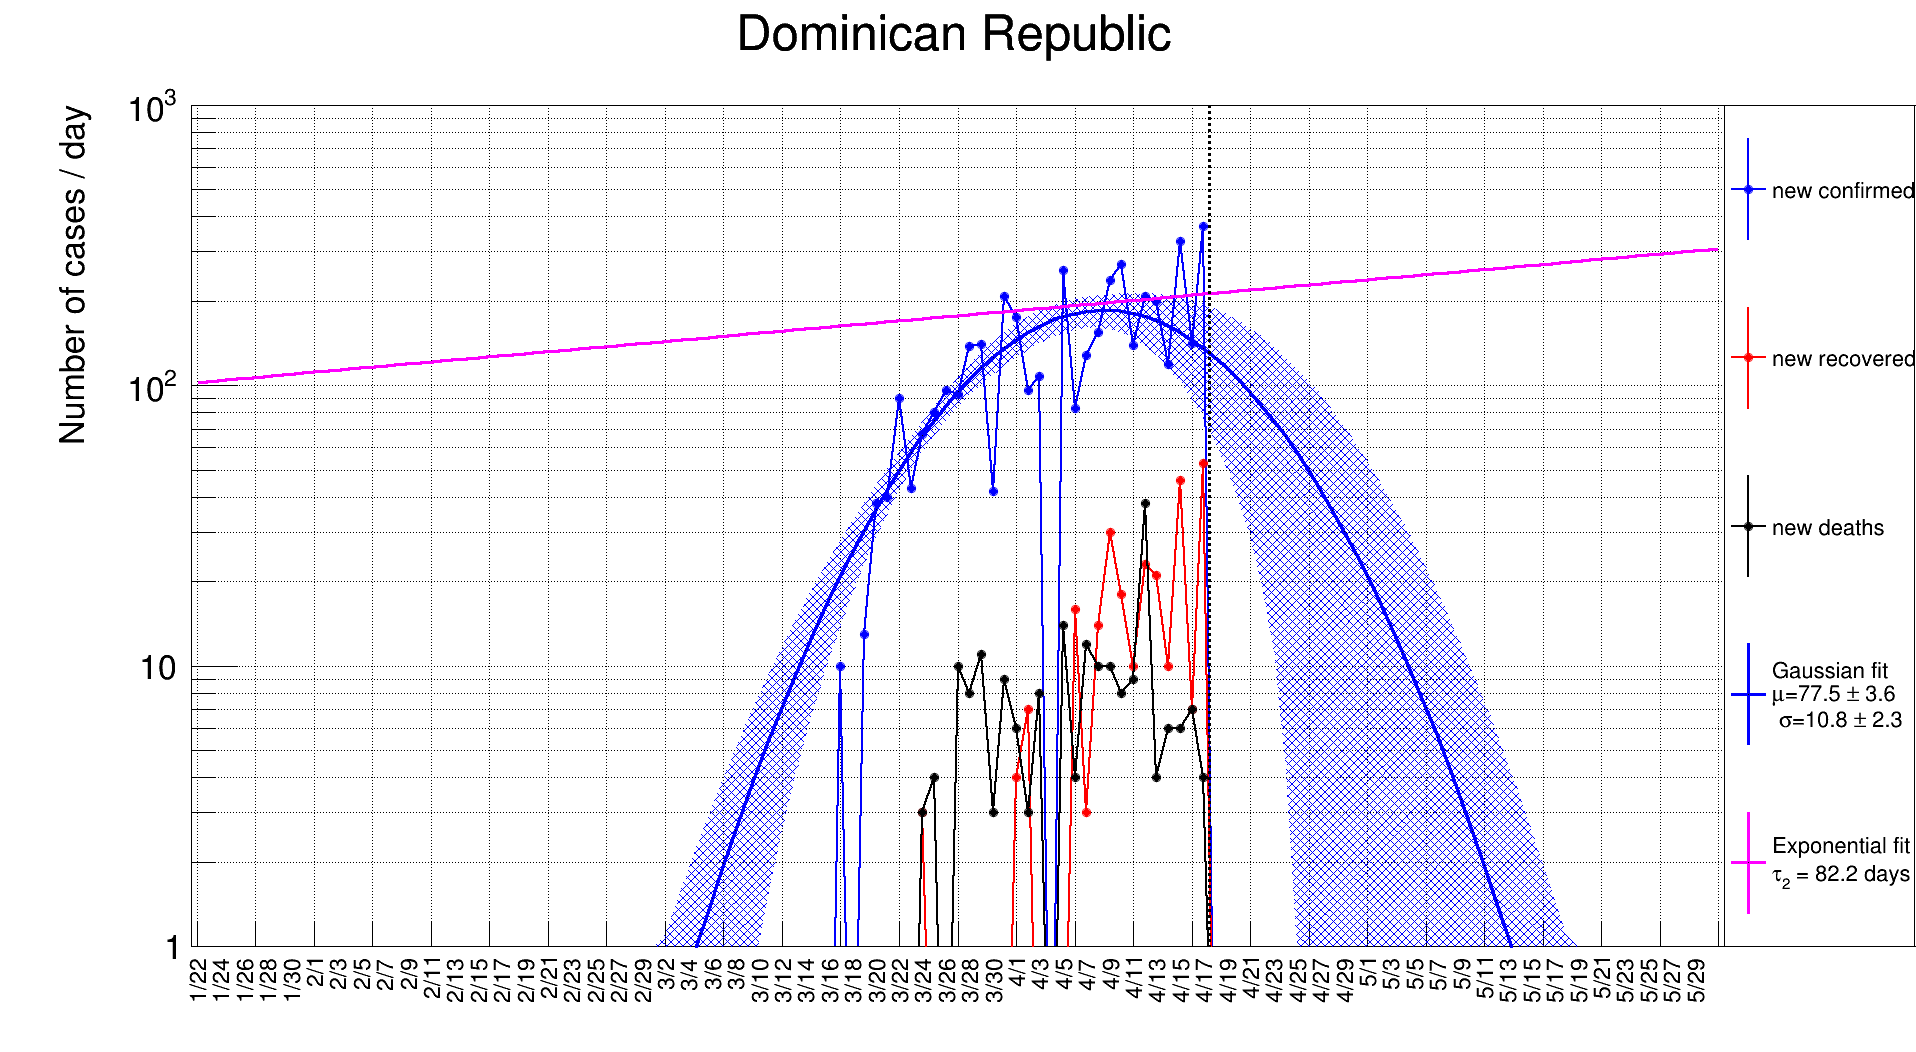 Dominican Republic
Number of cases / day
10³
10²
10
1
1/22 1/24 1/26 1/28 1/30 2/1 2/3 2/5 2/7 2/9 2/11 2/13 2/15 2/17 2/19 2/21 2/23 2/25 2/27 2/29 3/2 3/4 3/6 3/8 3/10 3/12 3/14 3/16 3/18 3/20 3/22 3/24 3/26 3/28 3/30 4/1 4/3 4/5 4/7 4/9 4/11 4/13 4/15 4/17 4/19 4/21 4/23 4/25 4/27 4/29 5/1 5/3 5/5 5/7 5/9 5/11 5/13 5/15 5/17 5/19 5/21 5/23 5/25 5/27 5/29
new confirmed
new recovered
new deaths
Gaussian fit
μ=77.5 ± 3.6
σ=10.8 ± 2.3
Exponential fit
τ₂ = 82.2 days